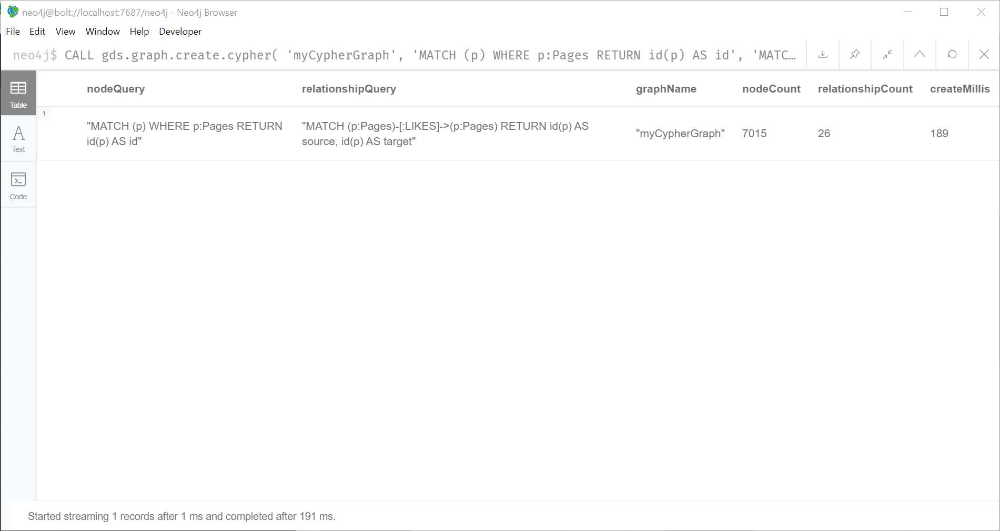 neo4j@bolt://localhost:7687/neo4j - Neo4j Browser
File Edit View Window Help Developer
neo4j$ CALL gds.graph.create.cypher( 'myCypherGraph', 'MATCH (p) WHERE p:Pages RETURN id(p) AS id', 'MATC…
nodeQuery relationshipQuery graphName nodeCount relationshipCount createMillis
Table
1
"MATCH (p) WHERE p:Pages RETURN
id(p) AS id"
"MATCH (p:Pages)-[:LIKES]->(p:Pages) RETURN id(p) AS
source, id(p) AS target"
"myCypherGraph" 7015 26 189
Text
Code
Started streaming 1 records after 1 ms and completed after 191 ms.